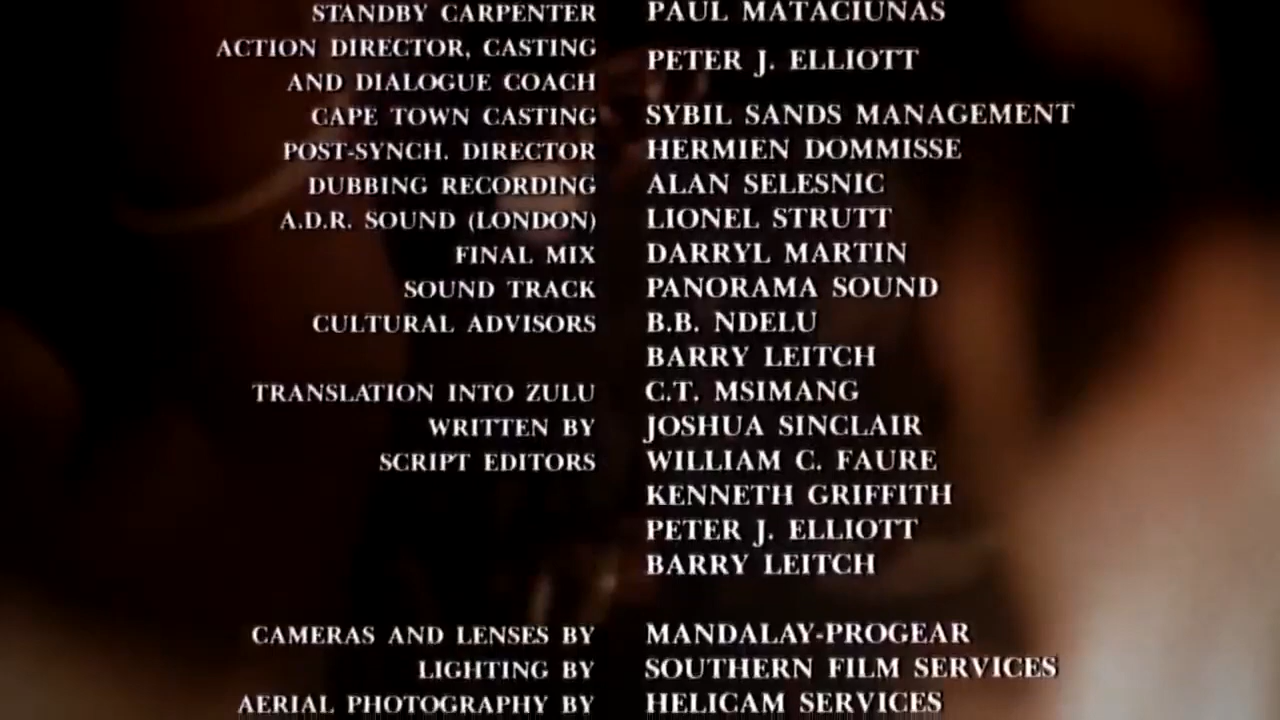 STANDBY CARPENTER PAUL MATACIUNAS
ACTION DIRECTOR, CASTING
AND DIALOGUE COACH PETER J. ELLIOTT
CAPE TOWN CASTING SYBIL SANDS MANAGEMENT
POST-SYNCH. DIRECTOR HERMIEN DOMMISSE
DUBBING RECORDING ALAN SELESNIC
A.D.R. SOUND (LONDON) LIONEL STRUTT
FINAL MIX DARRYL MARTIN
SOUND TRACK PANORAMA SOUND
CULTURAL ADVISORS B.B. NDELU
BARRY LEITCH
TRANSLATION INTO ZULU C.T. MSIMANG
WRITTEN BY JOSHUA SINCLAIR
SCRIPT EDITORS WILLIAM C. FAURE
KENNETH GRIFFITH
PETER J. ELLIOTT
BARRY LEITCH
CAMERAS AND LENSES BY MANDALAY-PROGEAR
LIGHTING BY SOUTHERN FILM SERVICES
AERIAL PHOTOGRAPHY BY HELICAM SERVICES